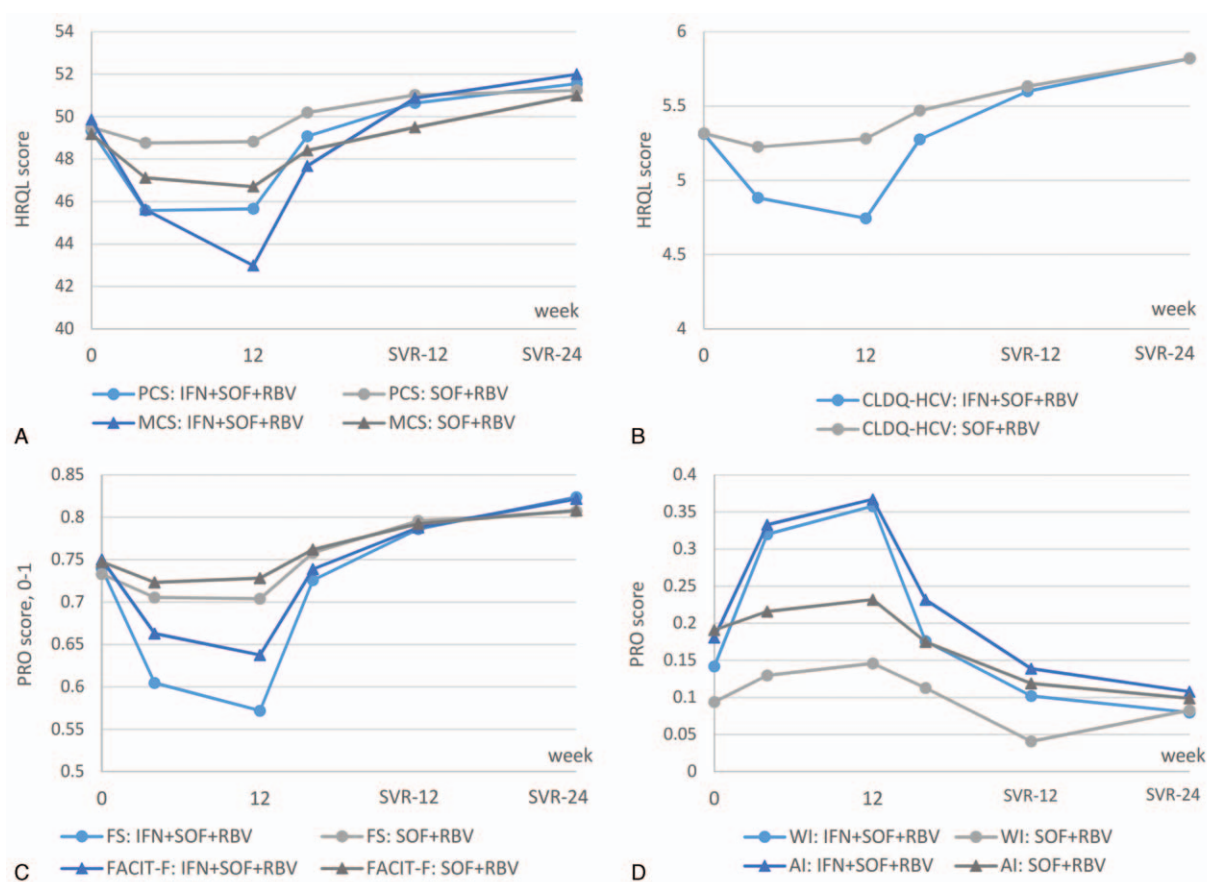 54
52
50
48
46
44
42
40
HRQL score
week
0
12
SVR-12
SVR-24
PCS: IFN+SOF+RBV
PCS: SOF+RBV
MCS: IFN+SOF+RBV
MCS: SOF+RBV
A
6
5.5
5
4.5
4
HRQL score
week
0
12
SVR-12
SVR-24
CLDQ-HCV: IFN+SOF+RBV
CLDQ-HCV: SOF+RBV
B
0.85
0.8
0.75
0.7
0.65
0.6
0.55
0.5
PRO score, 0-1
week
0
12
SVR-12
SVR-24
FS: IFN+SOF+RBV
FS: SOF+RBV
FACIT-F: IFN+SOF+RBV
FACIT-F: SOF+RBV
C
0.4
0.35
0.3
0.25
0.2
0.15
0.1
0.05
0
PRO score
week
0
12
SVR-12
SVR-24
WI: IFN+SOF+RBV
WI: SOF+RBV
AI: IFN+SOF+RBV
AI: SOF+RBV
D